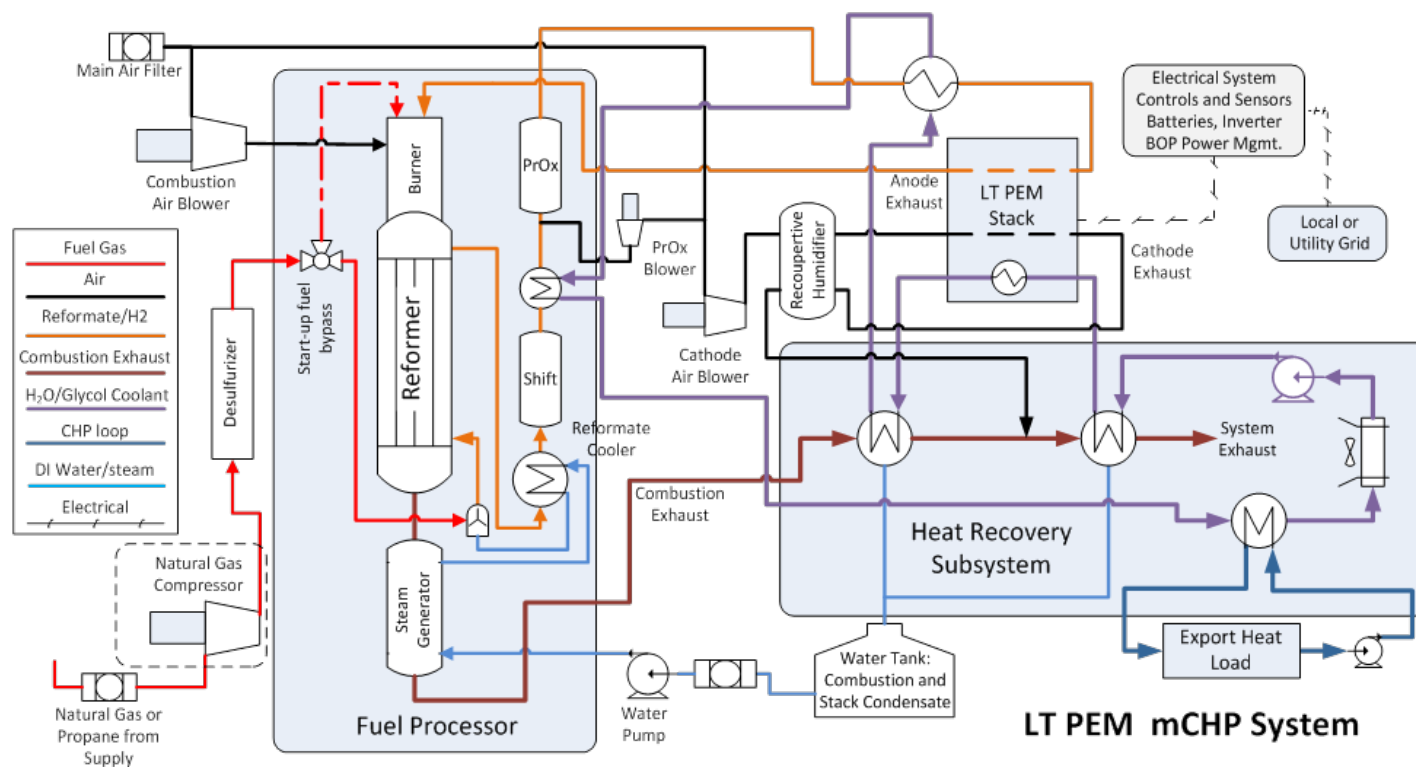 Main Air Filter
Combustion
Air Blower
Fuel Gas
Air
Reformate/H2
Combustion Exhaust
H₂O/Glycol Coolant
CHP loop
DI Water/steam
Electrical
Natural Gas
Compressor
Natural Gas or
Propane from
Supply
Desulfurizer
Start-up fuel
bypass
Burner
Reformer
Steam
Generator
PrOx
Shift
Reformate
Cooler
Fuel Processor
PrOx
Blower
Cathode
Air Blower
Recoupertive
Humidifier
Anode
Exhaust
LT PEM
Stack
Cathode
Exhaust
Electrical System
Controls and Sensors
Batteries, Inverter
BOP Power Mgmt.
Local or
Utility Grid
Combustion
Exhaust
System
Exhaust
Heat Recovery
Subsystem
Water
Pump
Water Tank:
Combustion and
Stack Condensate
Export Heat
Load
LT PEM mCHP System